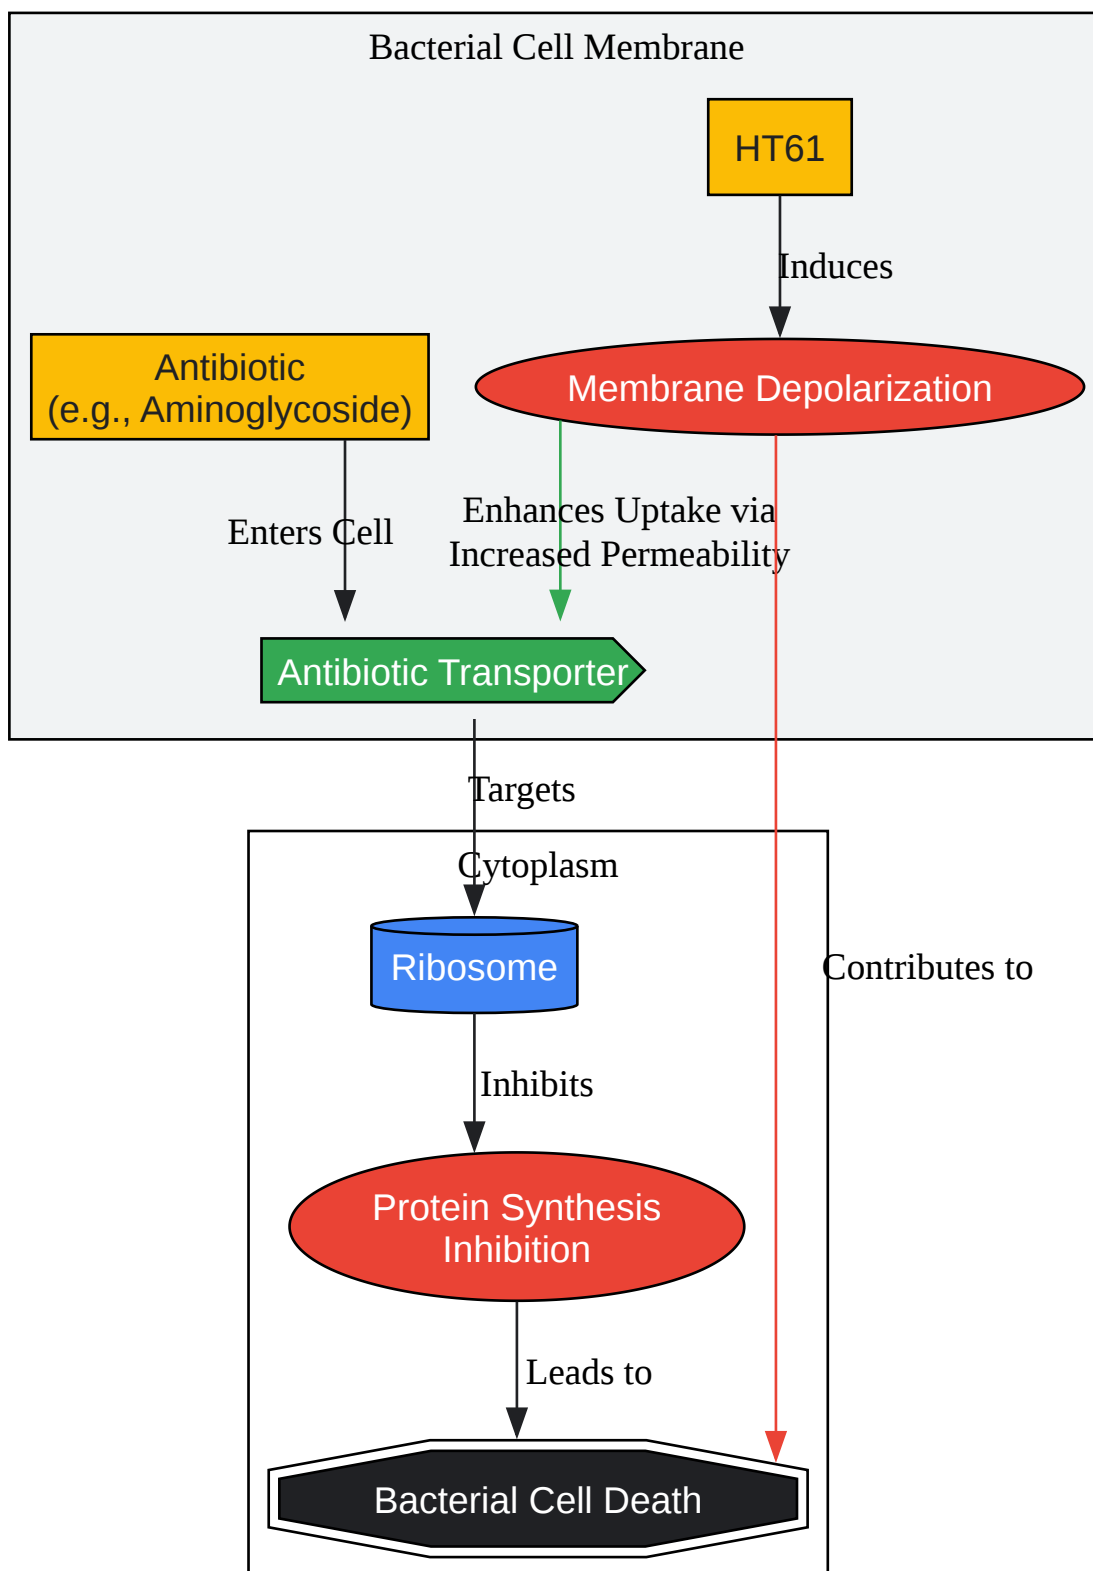 Bacterial Cell Membrane
HT61
Induces
Antibiotic
(e.g., Aminoglycoside)
Membrane Depolarization
Enters Cell
Enhances Uptake via
Increased Permeability
Antibiotic Transporter
Targets
Cytoplasm
Ribosome
Contributes to
Inhibits
Protein Synthesis
Inhibition
Leads to
Bacterial Cell Death